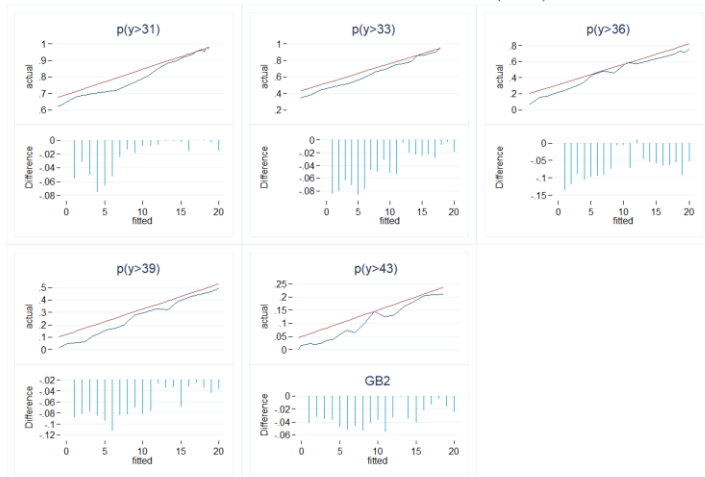 p(y>31)
actual
1
.9
.8
.7
.6
Difference
0
-.02
-.04
-.06
-.08
0 5 10 15 20
fitted
p(y>33)
actual
1
.8
.6
.4
.2
Difference
0
-.02
-.04
-.06
-.08
0 5 10 15 20
fitted
p(y>36)
actual
.8
.6
.4
.2
0
Difference
0
-.05
-.1
-.15
0 5 10 15 20
fitted
p(y>39)
actual
.5
.4
.3
.2
.1
0
Difference
-.02
-.04
-.06
-.08
-.1
-.12
0 5 10 15 20
fitted
p(y>43)
actual
.25
.2
.15
.1
.05
0
GB2
Difference
0
-.02
-.04
-.06
0 5 10 15 20
fitted